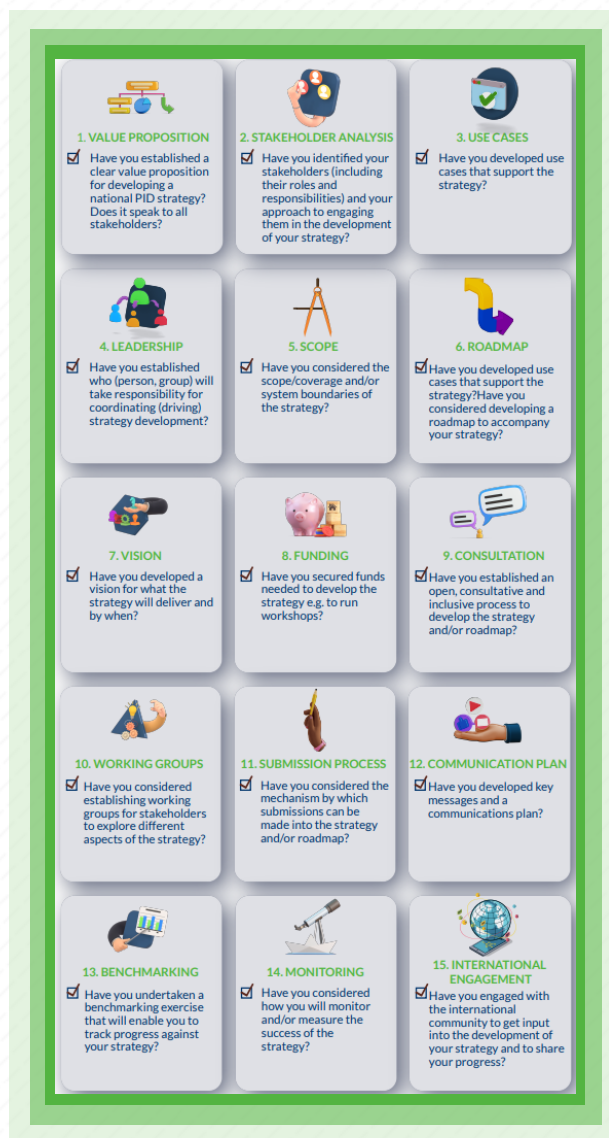 1. VALUE PROPOSITION
Have you established a
clear value proposition
for developing a
national PID strategy?
Does it speak to all
stakeholders?
2. STAKEHOLDER ANALYSIS
Have you identified your
stakeholders (including
their roles and
responsibilities) and your
approach to engaging
them in the development
of your strategy?
3. USE CASES
Have you developed use
cases that support the
strategy?
4. LEADERSHIP
Have you established
who (person, group) will
take responsibility for
coordinating (driving)
strategy development?
5. SCOPE
Have you considered the
scope/coverage and/or
system boundaries of
the strategy?
6. ROADMAP
Have you developed use
cases that support the
strategy?Have you
considered developing a
roadmap to accompany
your strategy?
7. VISION
Have you developed a
vision for what the
strategy will deliver and
by when?
8. FUNDING
Have you secured funds
needed to develop the
strategy e.g. to run
workshops?
9. CONSULTATION
Have you established an
open, consultative and
inclusive process to
develop the strategy
and/or roadmap?
10. WORKING GROUPS
Have you considered
establishing working
groups for stakeholders
to explore different
aspects of the strategy?
11. SUBMISSION PROCESS
Have you considered the
mechanism by which
submissions can be
made into the strategy
and/or roadmap?
12. COMMUNICATION PLAN
Have you developed key
messages and a
communications plan?
13. BENCHMARKING
Have you undertaken a
benchmarking exercise
that will enable you to
track progress against
your strategy?
14. MONITORING
Have you considered
how you will monitor
and/or measure the
success of the
strategy?
15. INTERNATIONAL
ENGAGEMENT
Have you engaged with
the international
community to get input
into the development of
your strategy and to share
your progress?